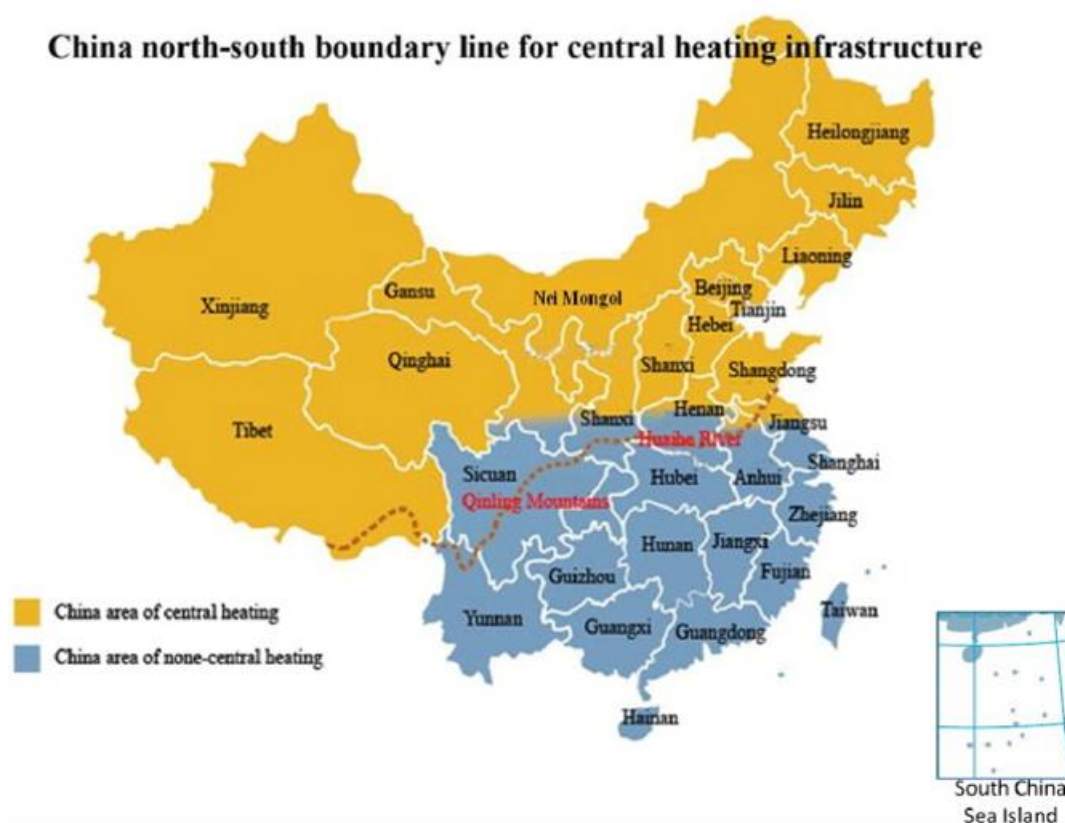 China north-south boundary line for central heating infrastructure
Heilongjiang
Jilin
Liaoning
Beijing
Tianjin
Nei Mongol
Gansu
Xinjiang
Hebei
Qinghai
Shanxi
Shangdong
Henan
Shanxi
Jiangsu
Tibet
Huaihe River
Shanghai
Sicuan
Hubei
Anhui
Qinling Mountains
Zhejiang
Hunan
Jiangxi
Guizhou
Fujian
China area of central heating
Taiwan
Yunnan
Guangxi
Guangdong
China area of none-central heating
Hainan
South China
Sea Island